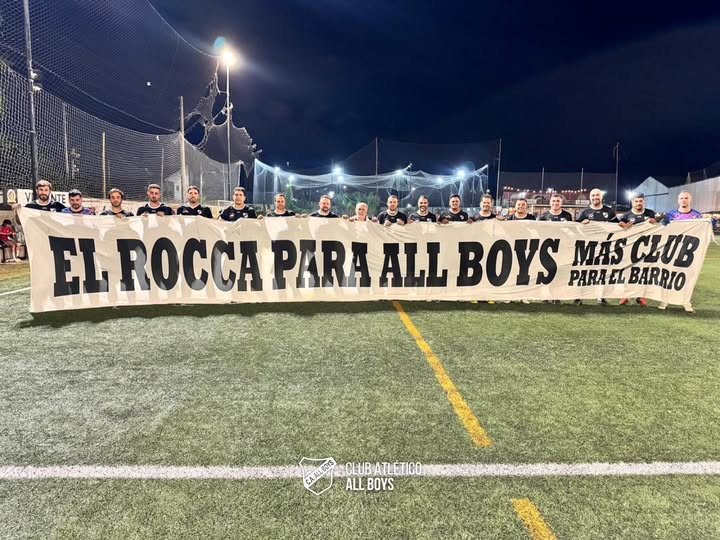 EL ROCCA PARA ALL BOYS
MÁS CLUB
PARA EL BARRIO
CLUB ATLÉTICO
ALL BOYS